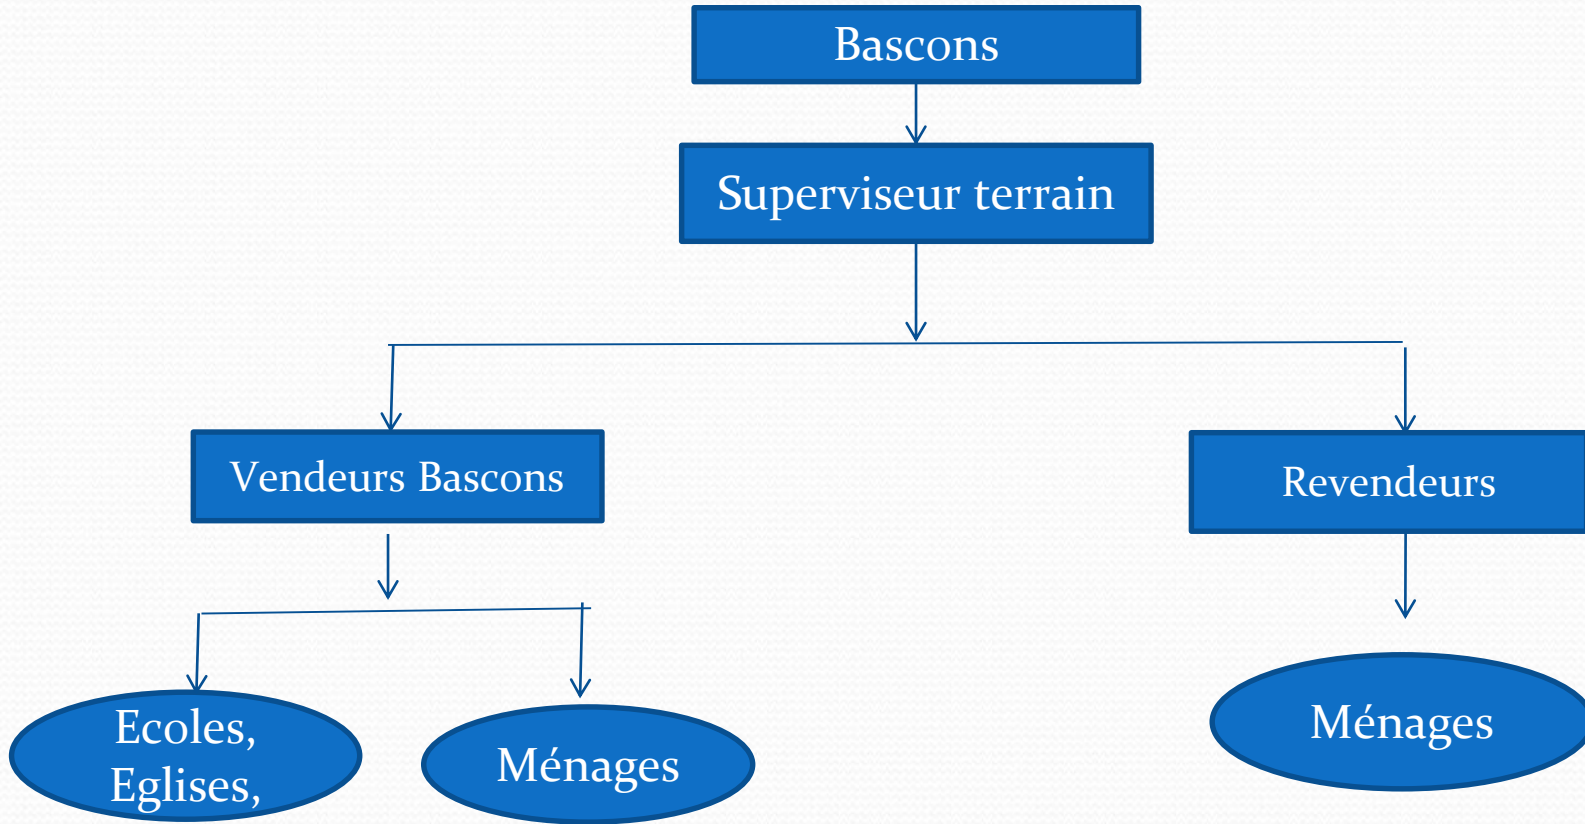 Bascons
Superviseur terrain
Vendeurs Bascons
Revendeurs
Ecoles,
Eglises,
Ménages
Ménages